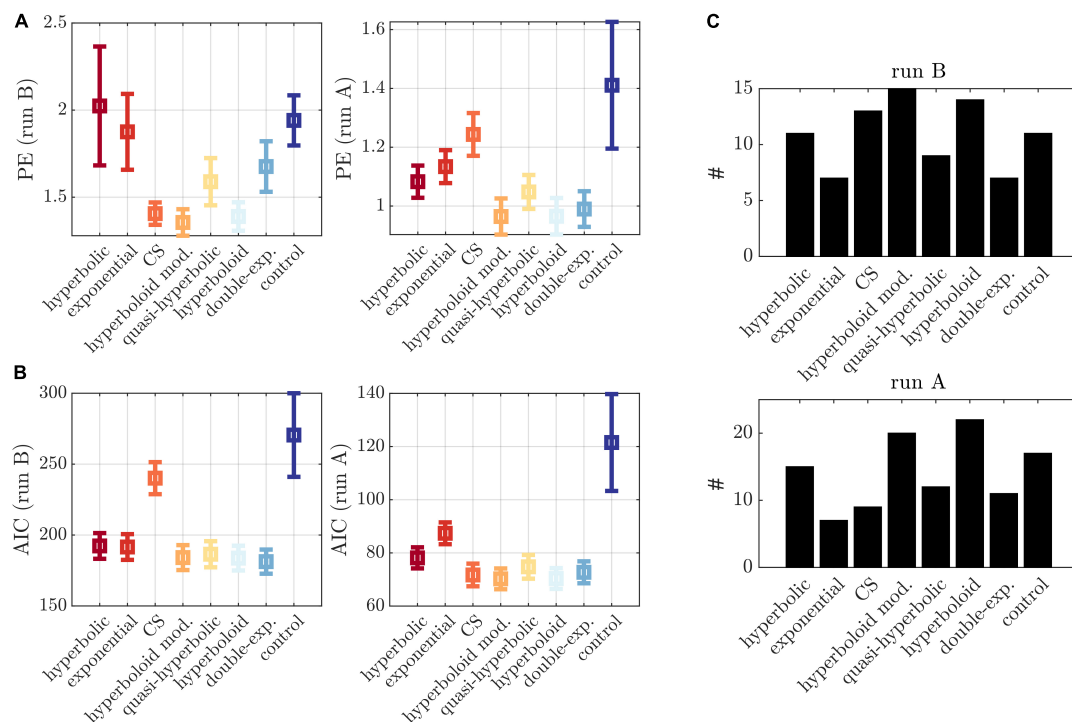 A
PE (run B)
2.5
2
1.5
hyperbolic
exponential
CS
hyperboloid mod.
quasi-hyperbolic
hyperboloid
double-exp.
control
PE (run A)
1.6
1.4
1.2
1
hyperbolic
exponential
CS
hyperboloid mod.
quasi-hyperbolic
hyperboloid
double-exp.
control
B
AIC (run B)
300
250
200
150
hyperbolic
exponential
CS
hyperboloid mod.
quasi-hyperbolic
hyperboloid
double-exp.
control
AIC (run A)
140
120
100
80
60
hyperbolic
exponential
CS
hyperboloid mod.
quasi-hyperbolic
hyperboloid
double-exp.
control
C
run B
#
15
10
5
0
hyperbolic
exponential
CS
hyperboloid mod.
quasi-hyperbolic
hyperboloid
double-exp.
control
run A
#
20
10
0
hyperbolic
exponential
CS
hyperboloid mod.
quasi-hyperbolic
hyperboloid
double-exp.
control